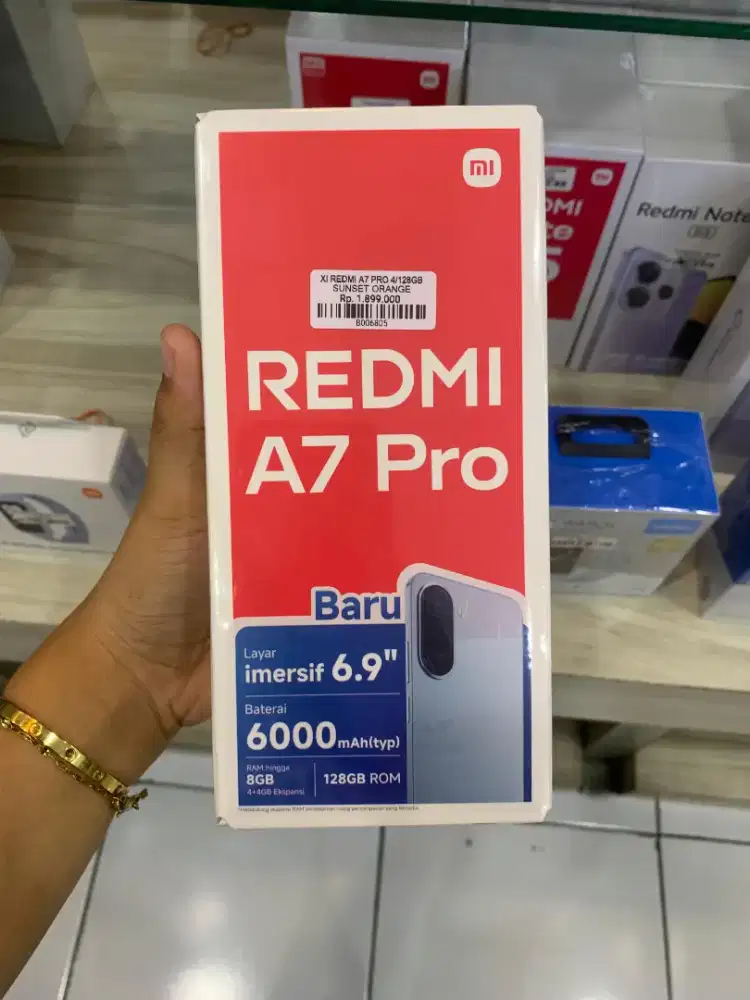 mi
XI REDMI A7 PRO 4/128GB
SUNSET ORANGE
Rp. 1.899.000
B006805
REDMI
A7 Pro
Baru
Layar
imersif 6.9"
Baterai
6000mAh(typ)
RAM hingga
8GB
4+4GB Ekspansi
128GB ROM
Redmi Note